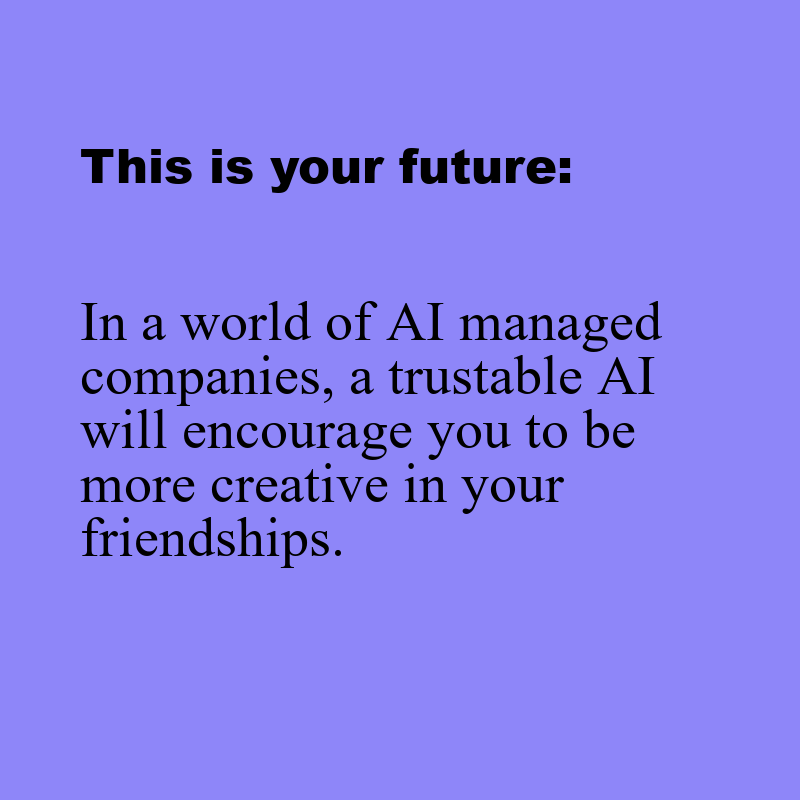 This is your future:
In a world of AI managed
companies, a trustable AI
will encourage you to be
more creative in your
friendships.